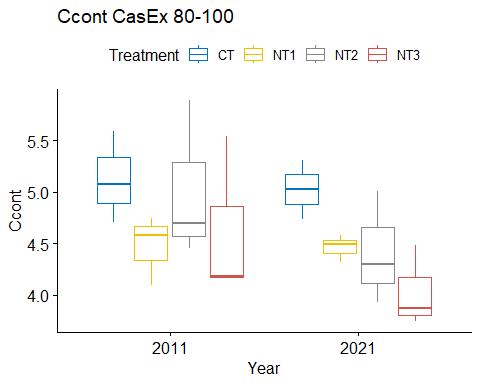 Ccont CasEx 80-100
Treatment CT NT1 NT2 NT3
5.5
5.0
4.5
4.0
Ccont
2011 2021
Year